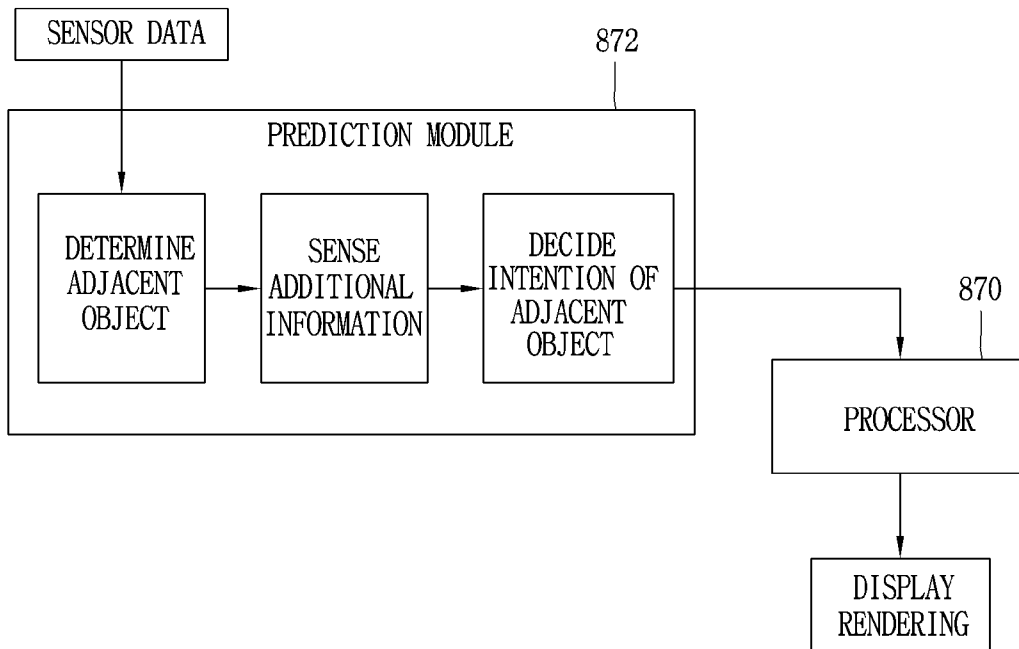 SENSOR DATA
872
PREDICTION MODULE
DETERMINE
ADJACENT
OBJECT
SENSE
ADDITIONAL
INFORMATION
DECIDE
INTENTION OF
ADJACENT
OBJECT
870
PROCESSOR
DISPLAY
RENDERING